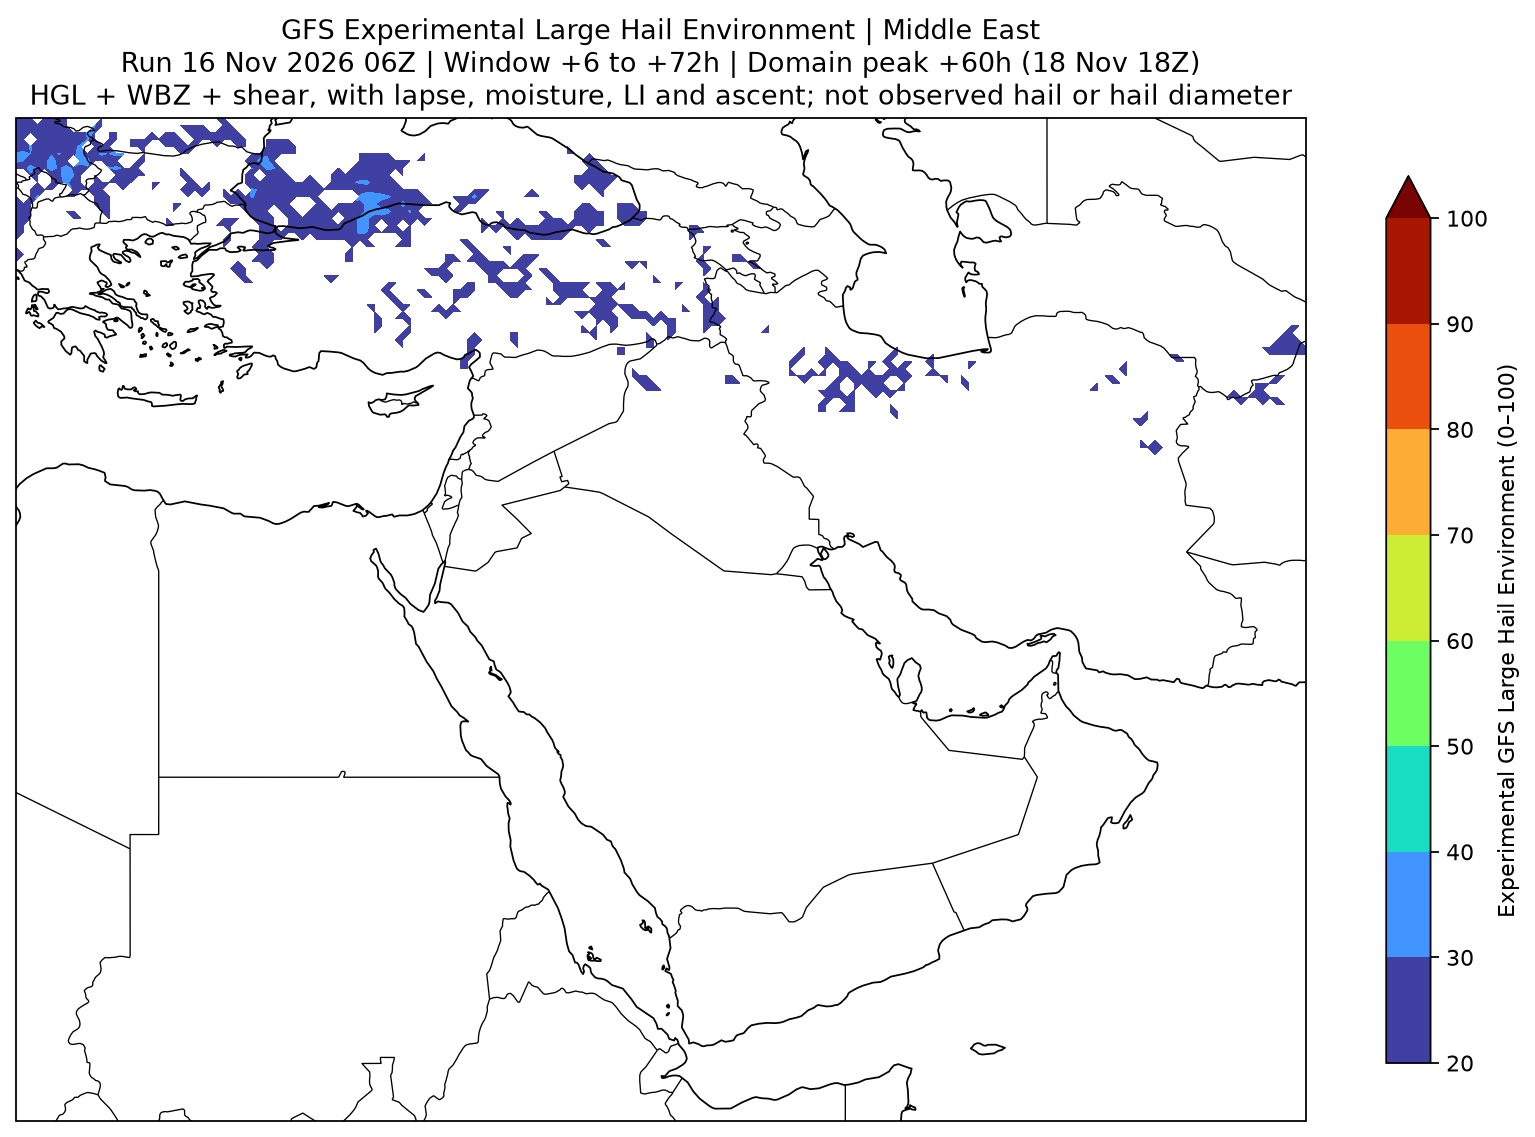 GFS Experimental Large Hail Environment | Middle East
Run 16 Nov 2026 06Z | Window +6 to +72h | Domain peak +60h (18 Nov 18Z)
HGL + WBZ + shear, with lapse, moisture, LI and ascent; not observed hail or hail diameter
100
90
80
70
60
50
40
30
20
Experimental GFS Large Hail Environment (0–100)